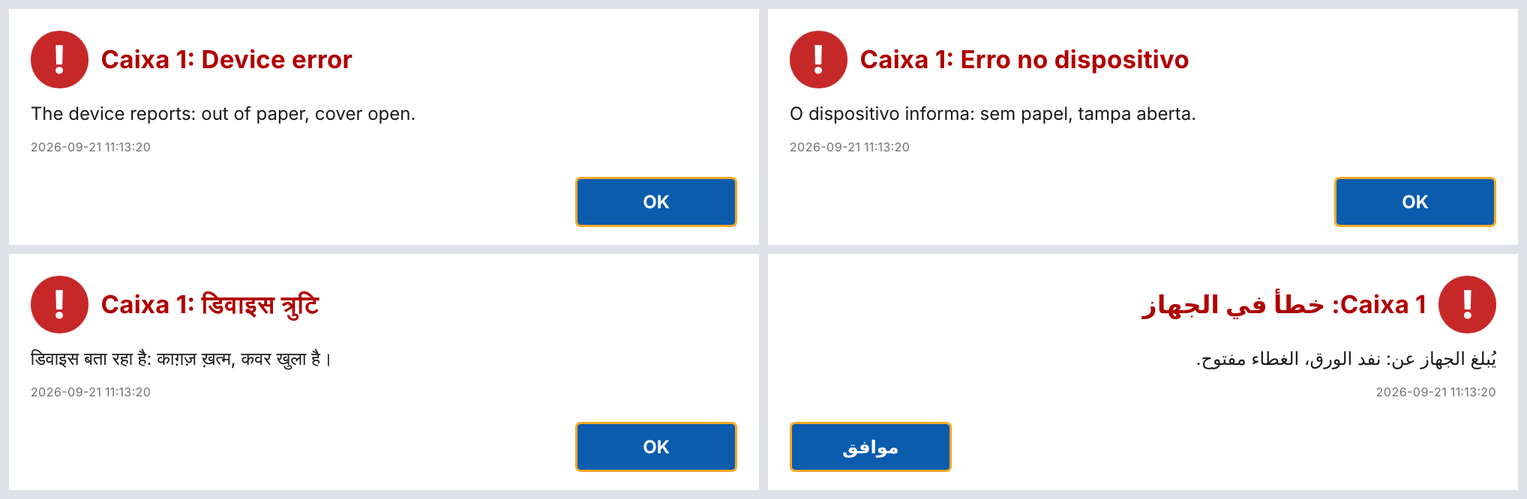 Caixa 1: Device error
The device reports: out of paper, cover open.
2026-09-21 11:13:20
OK
Caixa 1: Erro no dispositivo
O dispositivo informa: sem papel, tampa aberta.
2026-09-21 11:13:20
OK
Caixa 1: डिवाइस त्रुटि
डिवाइस बता रहा है: काग़ज़ ख़त्म, कवर खुला है।
2026-09-21 11:13:20
OK
Caixa 1: خطأ في الجهاز
يُبلغ الجهاز عن: نفد الورق، الغطاء مفتوح.
2026-09-21 11:13:20
موافق